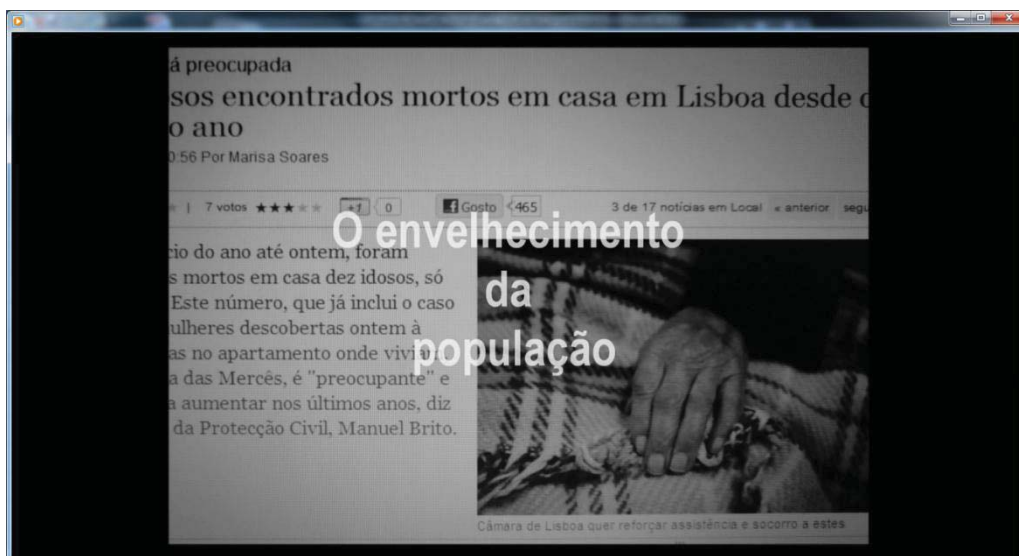 á preocupada
sos encontrados mortos em casa em Lisboa desde
o ano
0:56 Por Marisa Soares
7 votos
+1 0
Gosto 465
3 de 17 notícias em Local « anterior segu
O envelhecimento
da
população
cio do ano até ontem, foram
s mortos em casa dez idosos, só
Este número, que já inclui o caso
ulheres descobertas ontem à
as no apartamento onde viviam,
a das Mercês, é "preocupante" e
a aumentar nos últimos anos, diz
da Protecção Civil, Manuel Brito.
Câmara de Lisboa quer reforçar assistência e socorro a estes